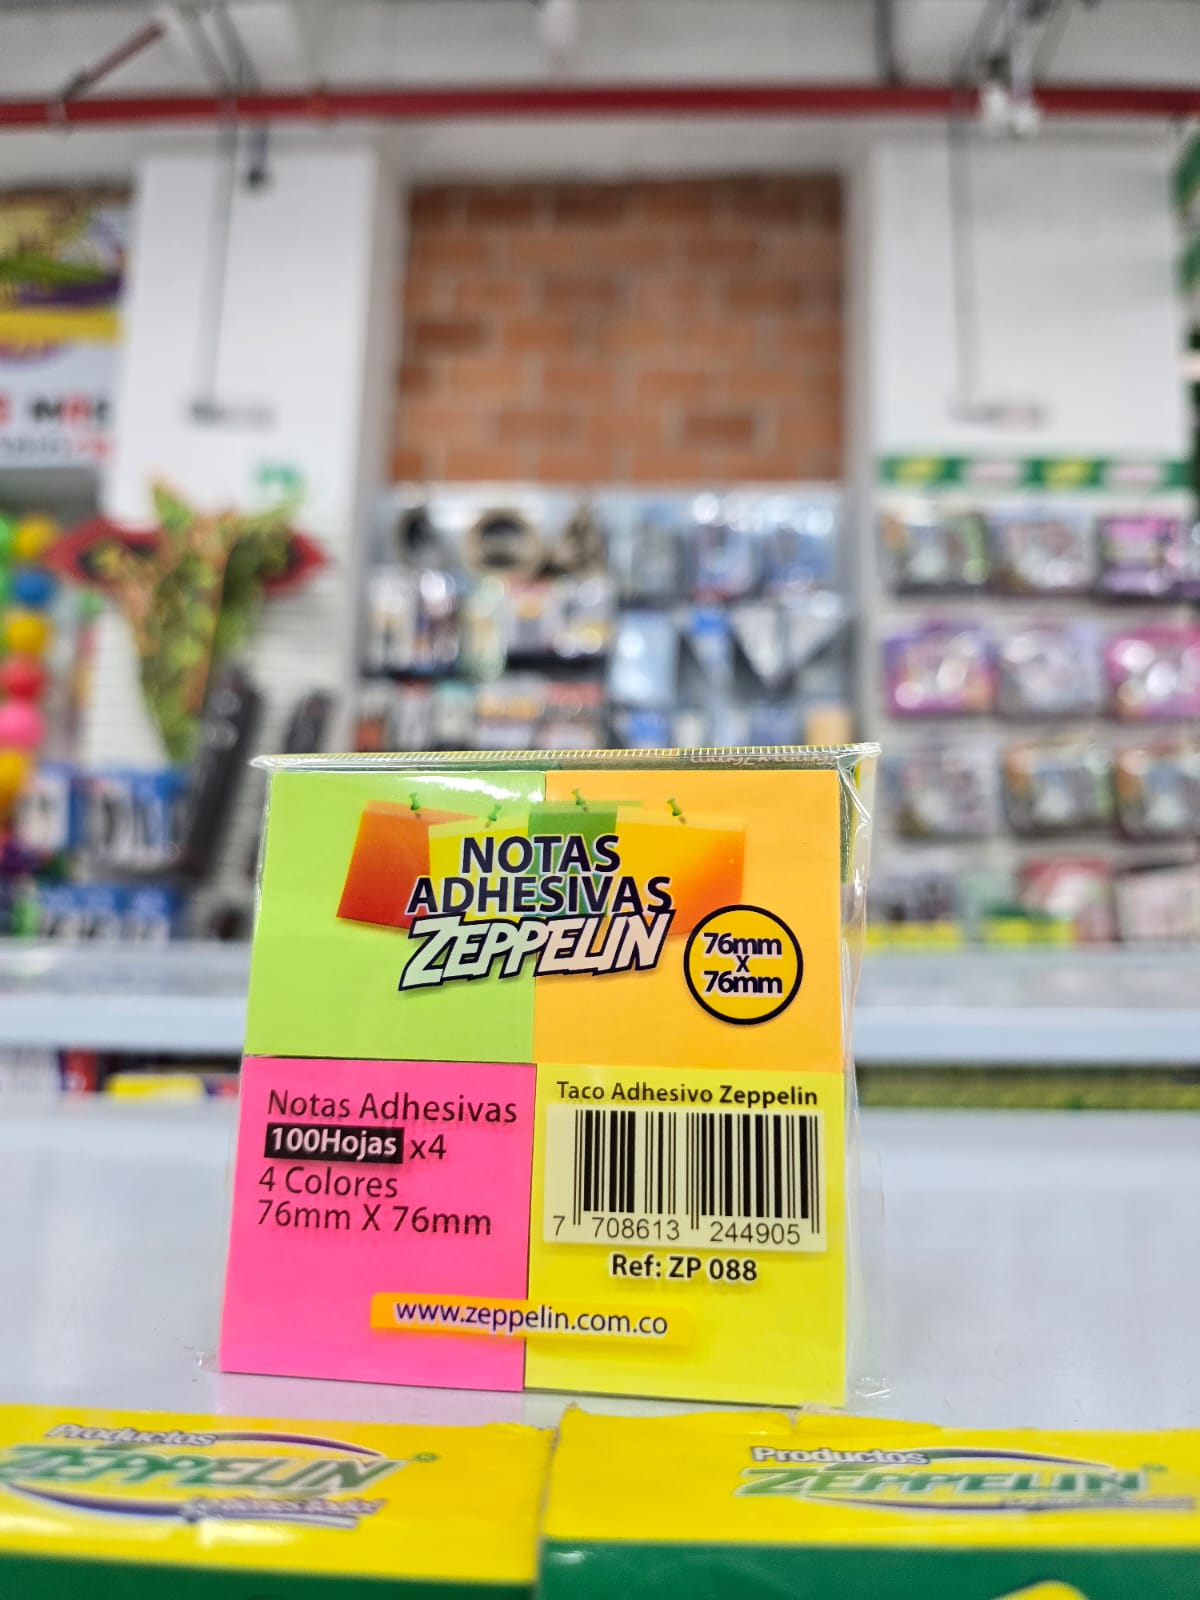 NOTAS
ADHESIVAS
ZEPPELIN
76mm
X
76mm
Notas Adhesivas
100Hojas x4
4 Colores
76mm X 76mm
Taco Adhesivo Zeppelin
7 708613 244905
Ref: ZP 088
www.zeppelin.com.co
Productos
ZEPPELIN
Productos
ZEPPELIN